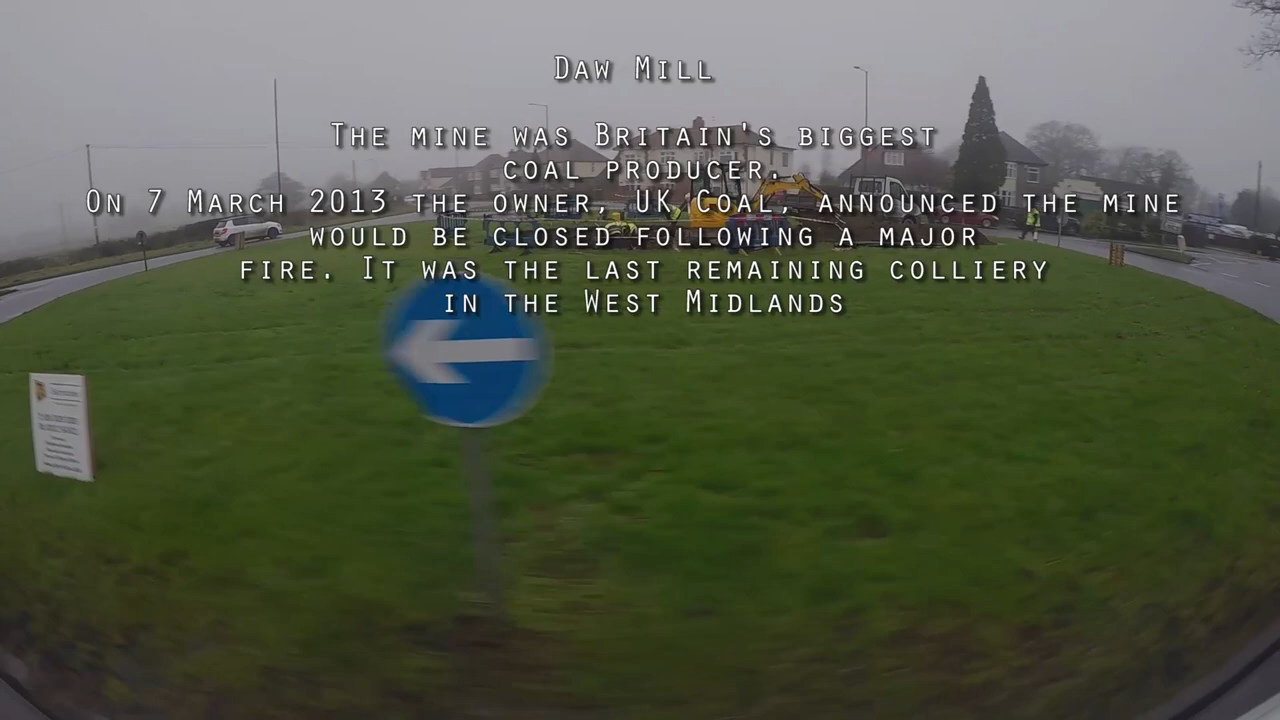 Daw Mill
The mine was Britain's biggest
coal producer.
On 7 March 2013 the owner, UK Coal, announced the mine
would be closed following a major
fire. It was the last remaining colliery
in the West Midlands